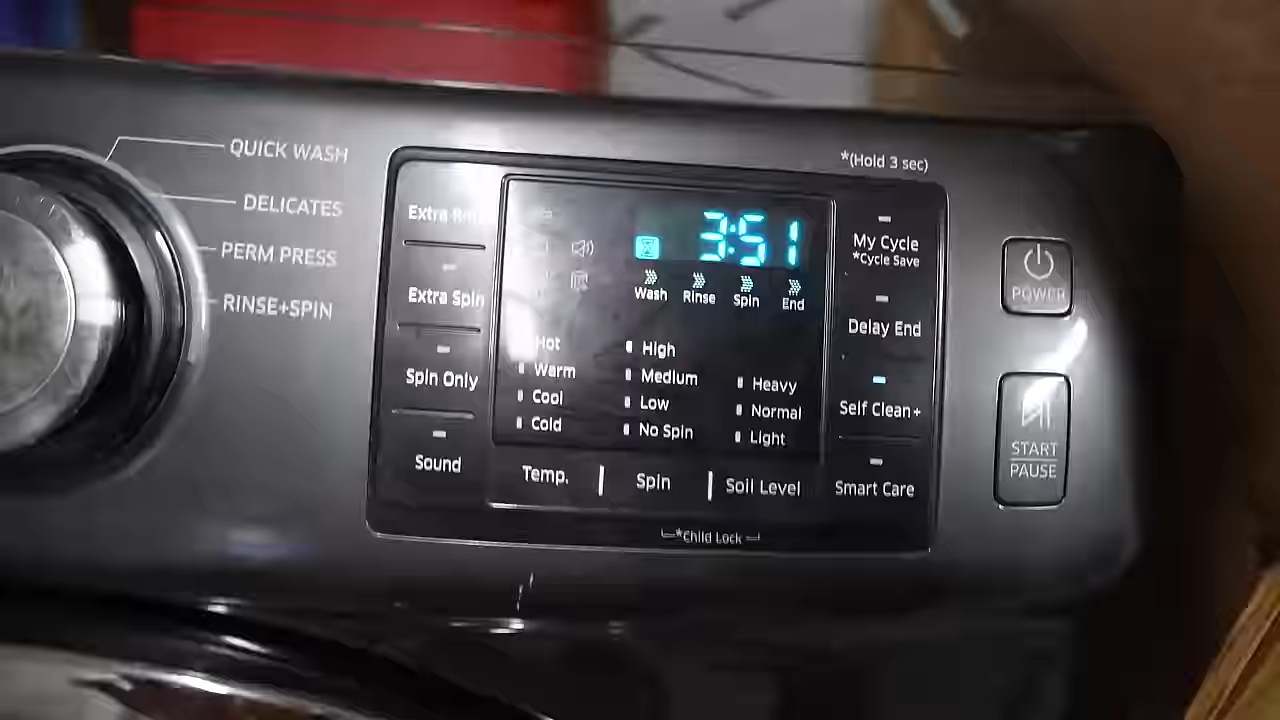 QUICK WASH
DELICATES
PERM PRESS
RINSE+SPIN
*(Hold 3 sec)
Extra Rin
Extra Spin
Spin Only
Sound
3:51
Wash Rinse Spin End
Hot
Warm
Cool
Cold
High
Medium
Low
No Spin
Heavy
Normal
Light
Temp. Spin Soil Level
*Child Lock
My Cycle
*Cycle Save
Delay End
Self Clean+
Smart Care
POWER
START
PAUSE